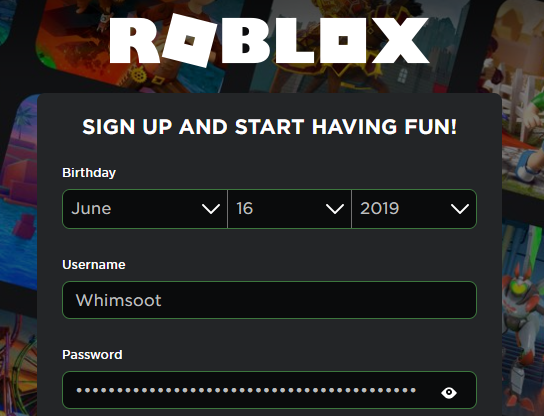 ROBLOX
SIGN UP AND START HAVING FUN!
Birthday
June 16 2019
Username
Whimsoot
Password